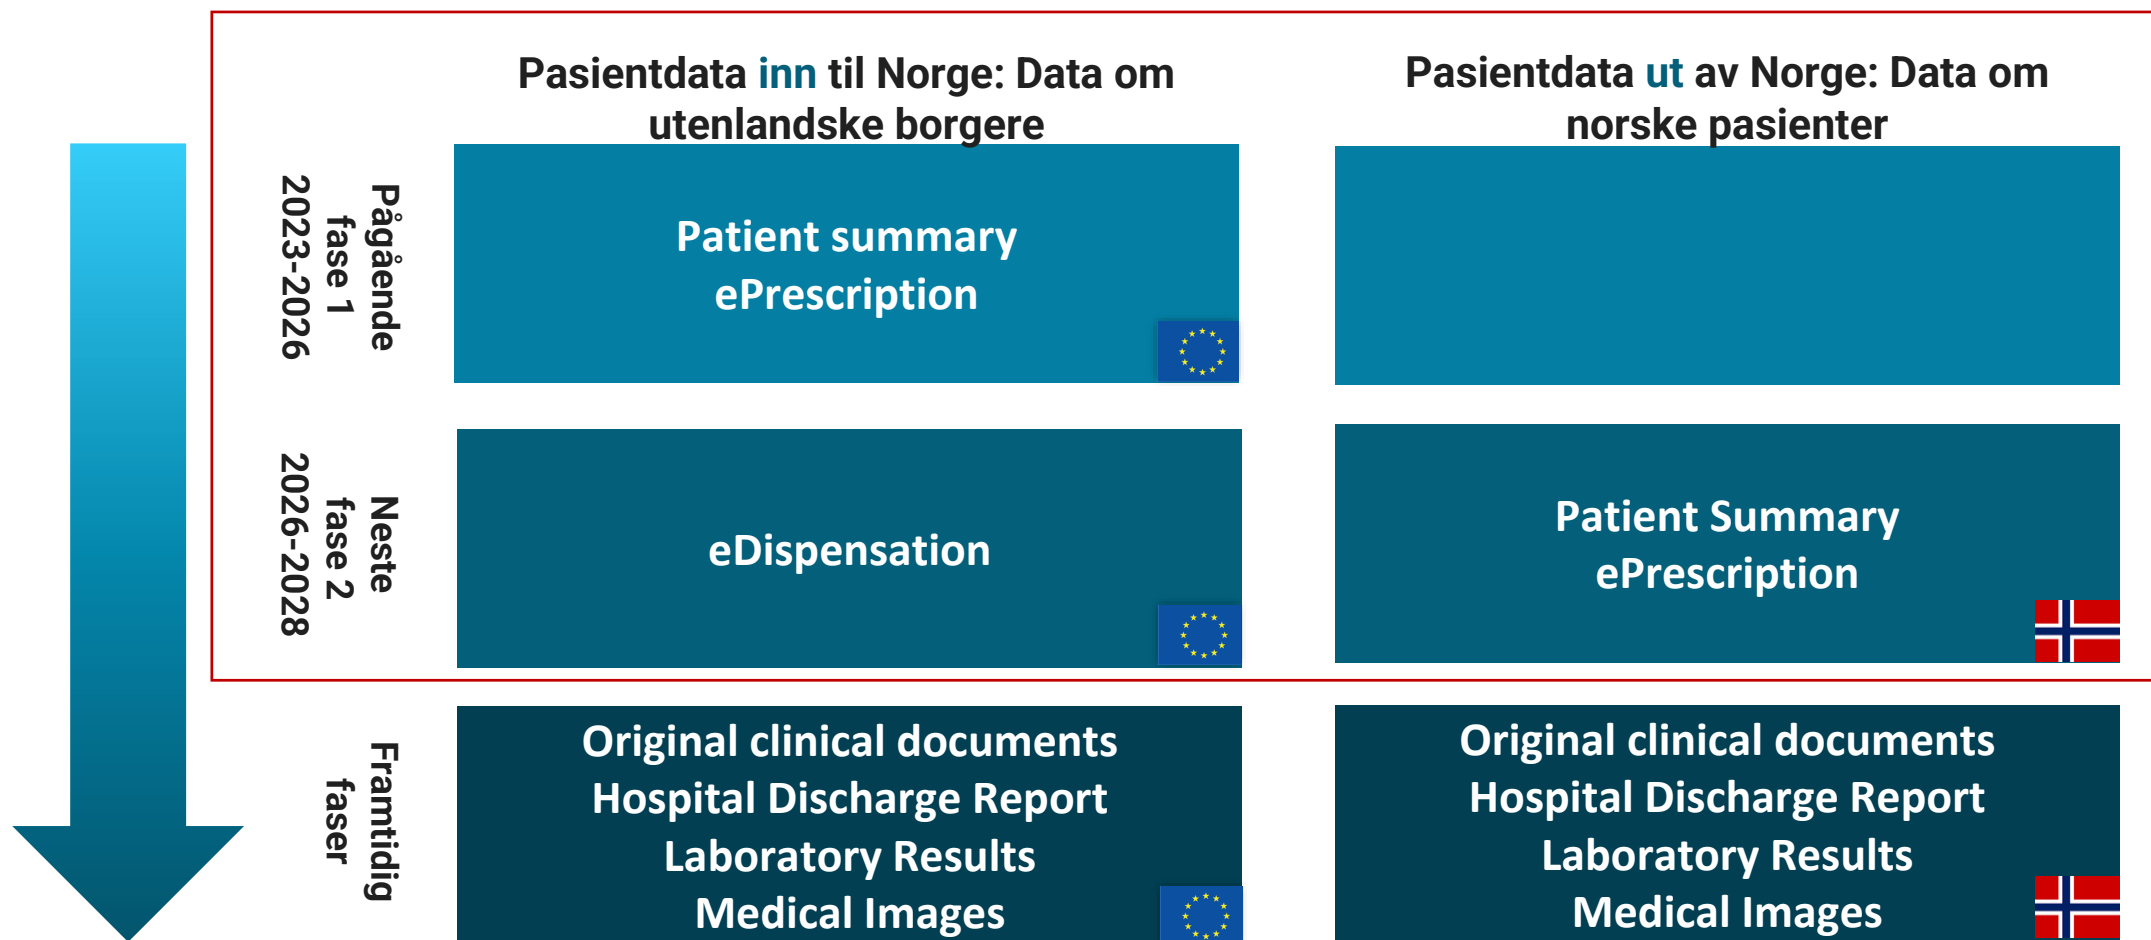 Pasientdata inn til Norge: Data om
utenlandske borgere
Pasientdata ut av Norge: Data om
norske pasienter
Pågående
fase 1
2023-2026
Patient summary
ePrescription
Neste
fase 2
2026-2028
eDispensation
Patient Summary
ePrescription
Framtidig
faser
Original clinical documents
Hospital Discharge Report
Laboratory Results
Medical Images
Original clinical documents
Hospital Discharge Report
Laboratory Results
Medical Images